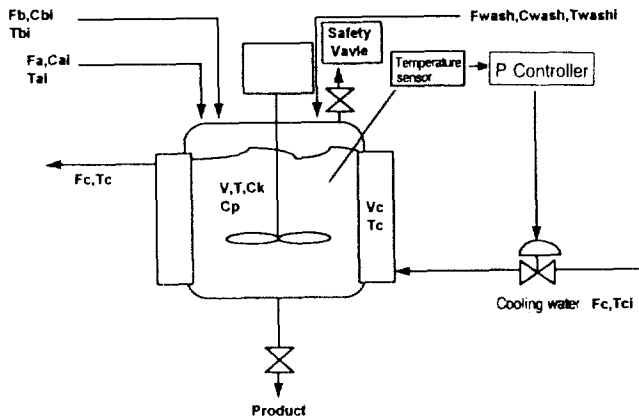 Fb,Cbi
Tbi
Fa,Cai
Tai
Fwash,Cwash,Twashi
Safety
Vavle
Temperature
sensor
P Controller
Fc,Tc
V,T,Ck
Cp
Vc
Tc
Cooling water Fc,Tci
Product